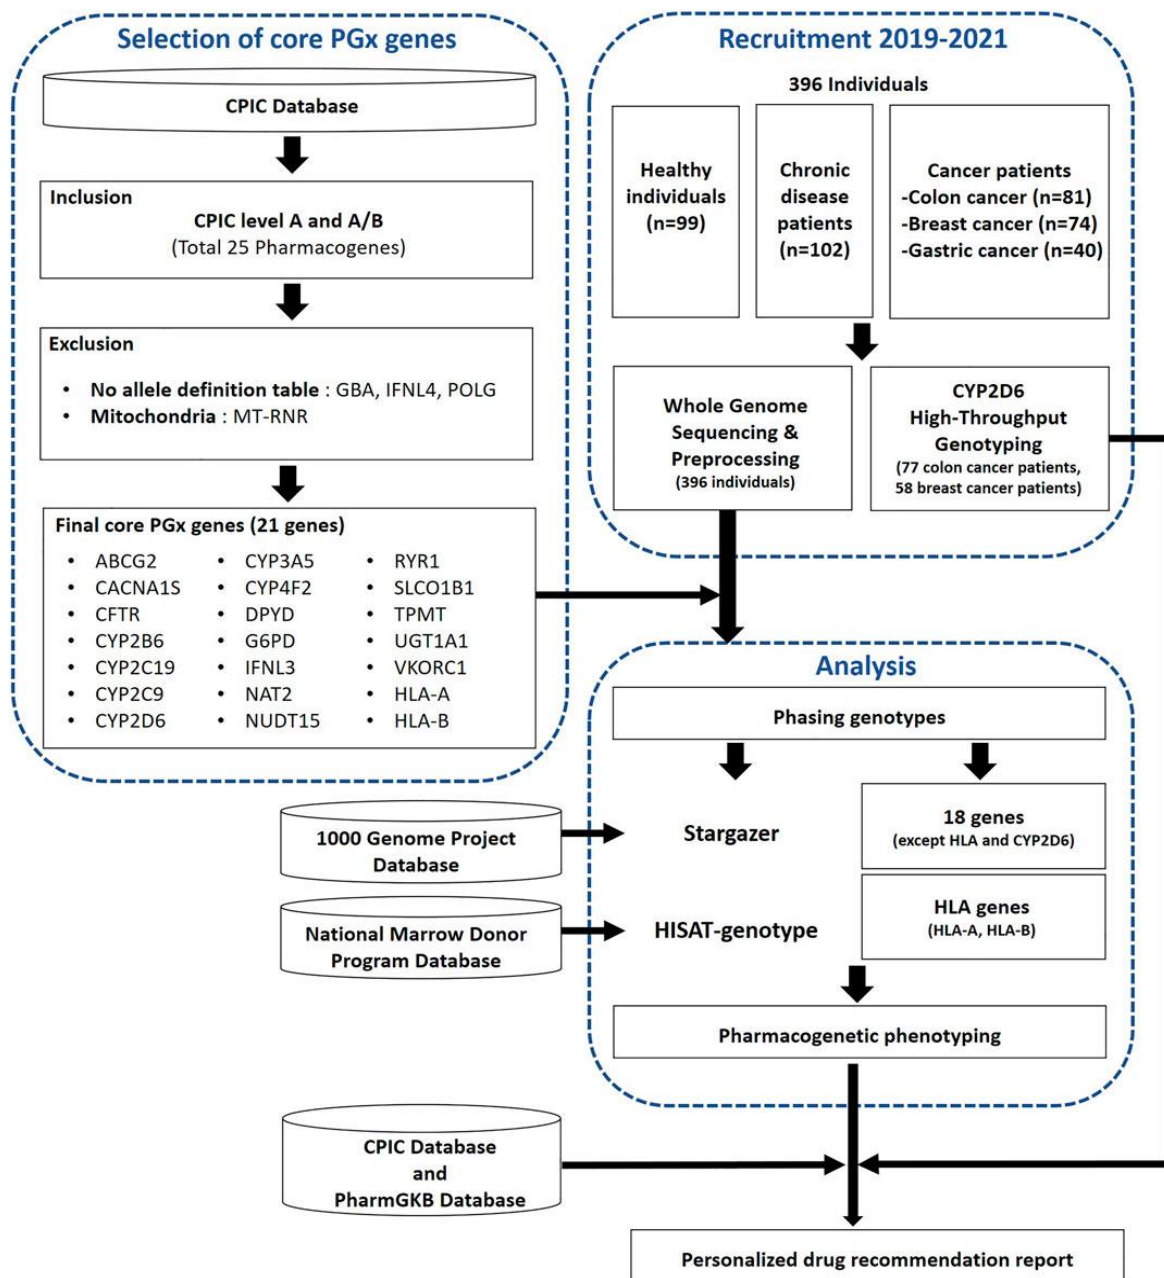 Selection of core PGx genes
CPIC Database
Inclusion
CPIC level A and A/B
(Total 25 Pharmacogenes)
Exclusion
• No allele definition table : GBA, IFNL4, POLG
• Mitochondria : MT-RNR
Final core PGx genes (21 genes)
• ABCG2
• CACNA1S
• CFTR
• CYP2B6
• CYP2C19
• CYP2C9
• CYP2D6
• CYP3A5
• CYP4F2
• DPYD
• G6PD
• IFNL3
• NAT2
• NUDT15
• RYR1
• SLCO1B1
• TPMT
• UGT1A1
• VKORC1
• HLA-A
• HLA-B
Recruitment 2019-2021
396 Individuals
Healthy
individuals
(n=99)
Chronic
disease
patients
(n=102)
Cancer patients
-Colon cancer (n=81)
-Breast cancer (n=74)
-Gastric cancer (n=40)
Whole Genome
Sequencing &
Preprocessing
(396 individuals)
CYP2D6
High-Throughput
Genotyping
(77 colon cancer patients,
58 breast cancer patients)
Analysis
Phasing genotypes
1000 Genome Project
Database
Stargazer
18 genes
(except HLA and CYP2D6)
National Marrow Donor
Program Database
HISAT-genotype
HLA genes
(HLA-A, HLA-B)
Pharmacogenetic phenotyping
CPIC Database
and
PharmGKB Database
Personalized drug recommendation report